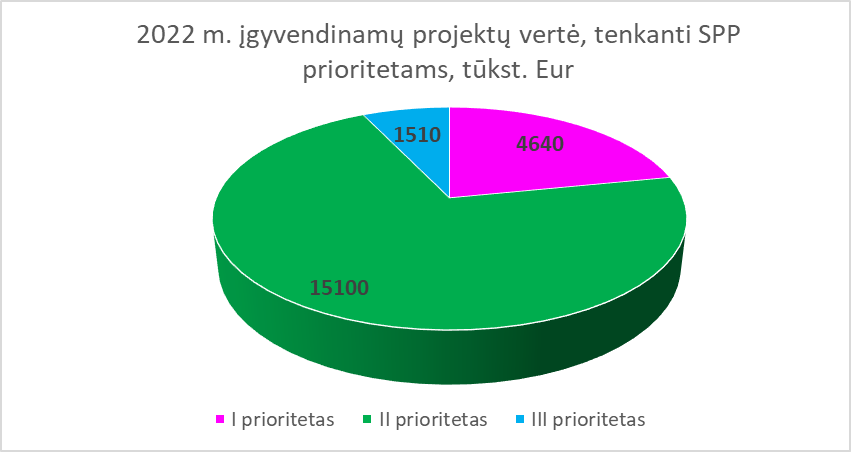 2022 m. įgyvendinamų projektų vertė, tenkanti SPP
prioritetams, tūkst. Eur
1510
4640
15100
I prioritetas
II prioritetas
III prioritetas